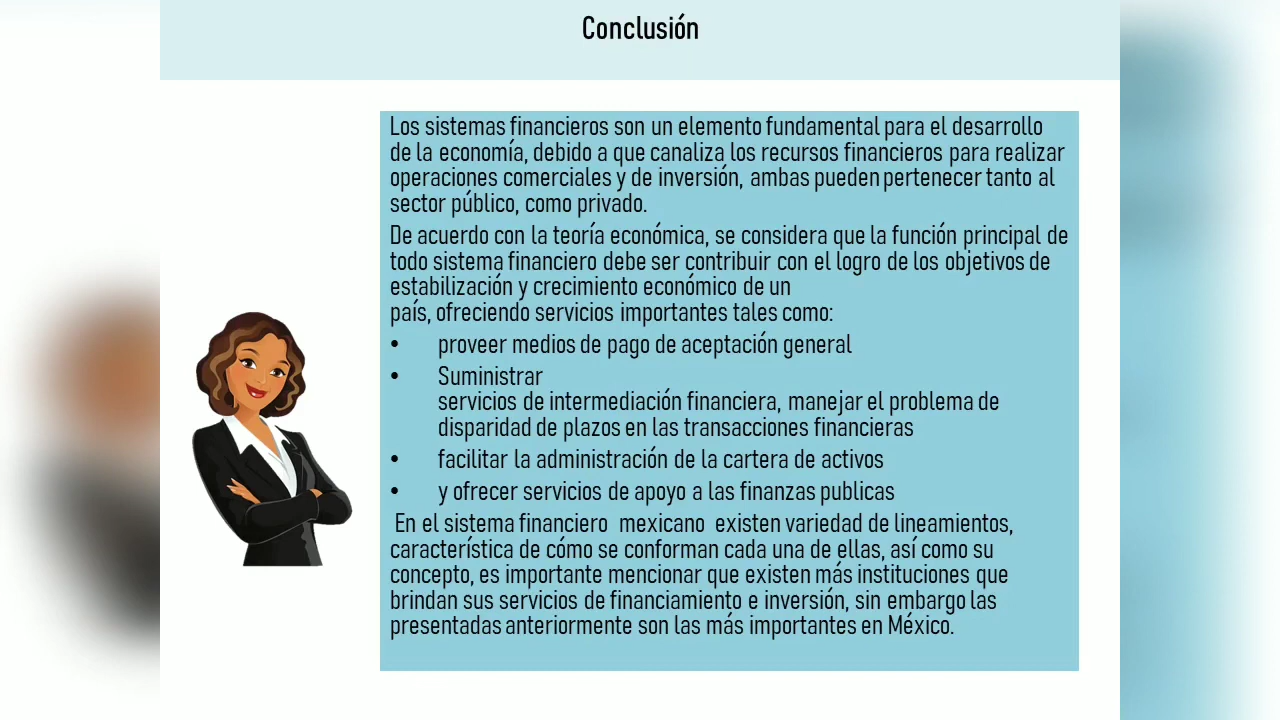 Conclusión
Los sistemas financieros son un elemento fundamental para el desarrollo
de la economía, debido a que canaliza los recursos financieros para realizar
operaciones comerciales y de inversión, ambas pueden pertenecer tanto al
sector público, como privado.
De acuerdo con la teoría económica, se considera que la función principal de
todo sistema financiero debe ser contribuir con el logro de los objetivos de
estabilización y crecimiento económico de un
país, ofreciendo servicios importantes tales como:
• proveer medios de pago de aceptación general
• Suministrar
servicios de intermediación financiera, manejar el problema de
disparidad de plazos en las transacciones financieras
• facilitar la administración de la cartera de activos
• y ofrecer servicios de apoyo a las finanzas publicas
En el sistema financiero mexicano existen variedad de lineamientos,
característica de cómo se conforman cada una de ellas, así como su
concepto, es importante mencionar que existen más instituciones que
brindan sus servicios de financiamiento e inversión, sin embargo las
presentadas anteriormente son las más importantes en México.